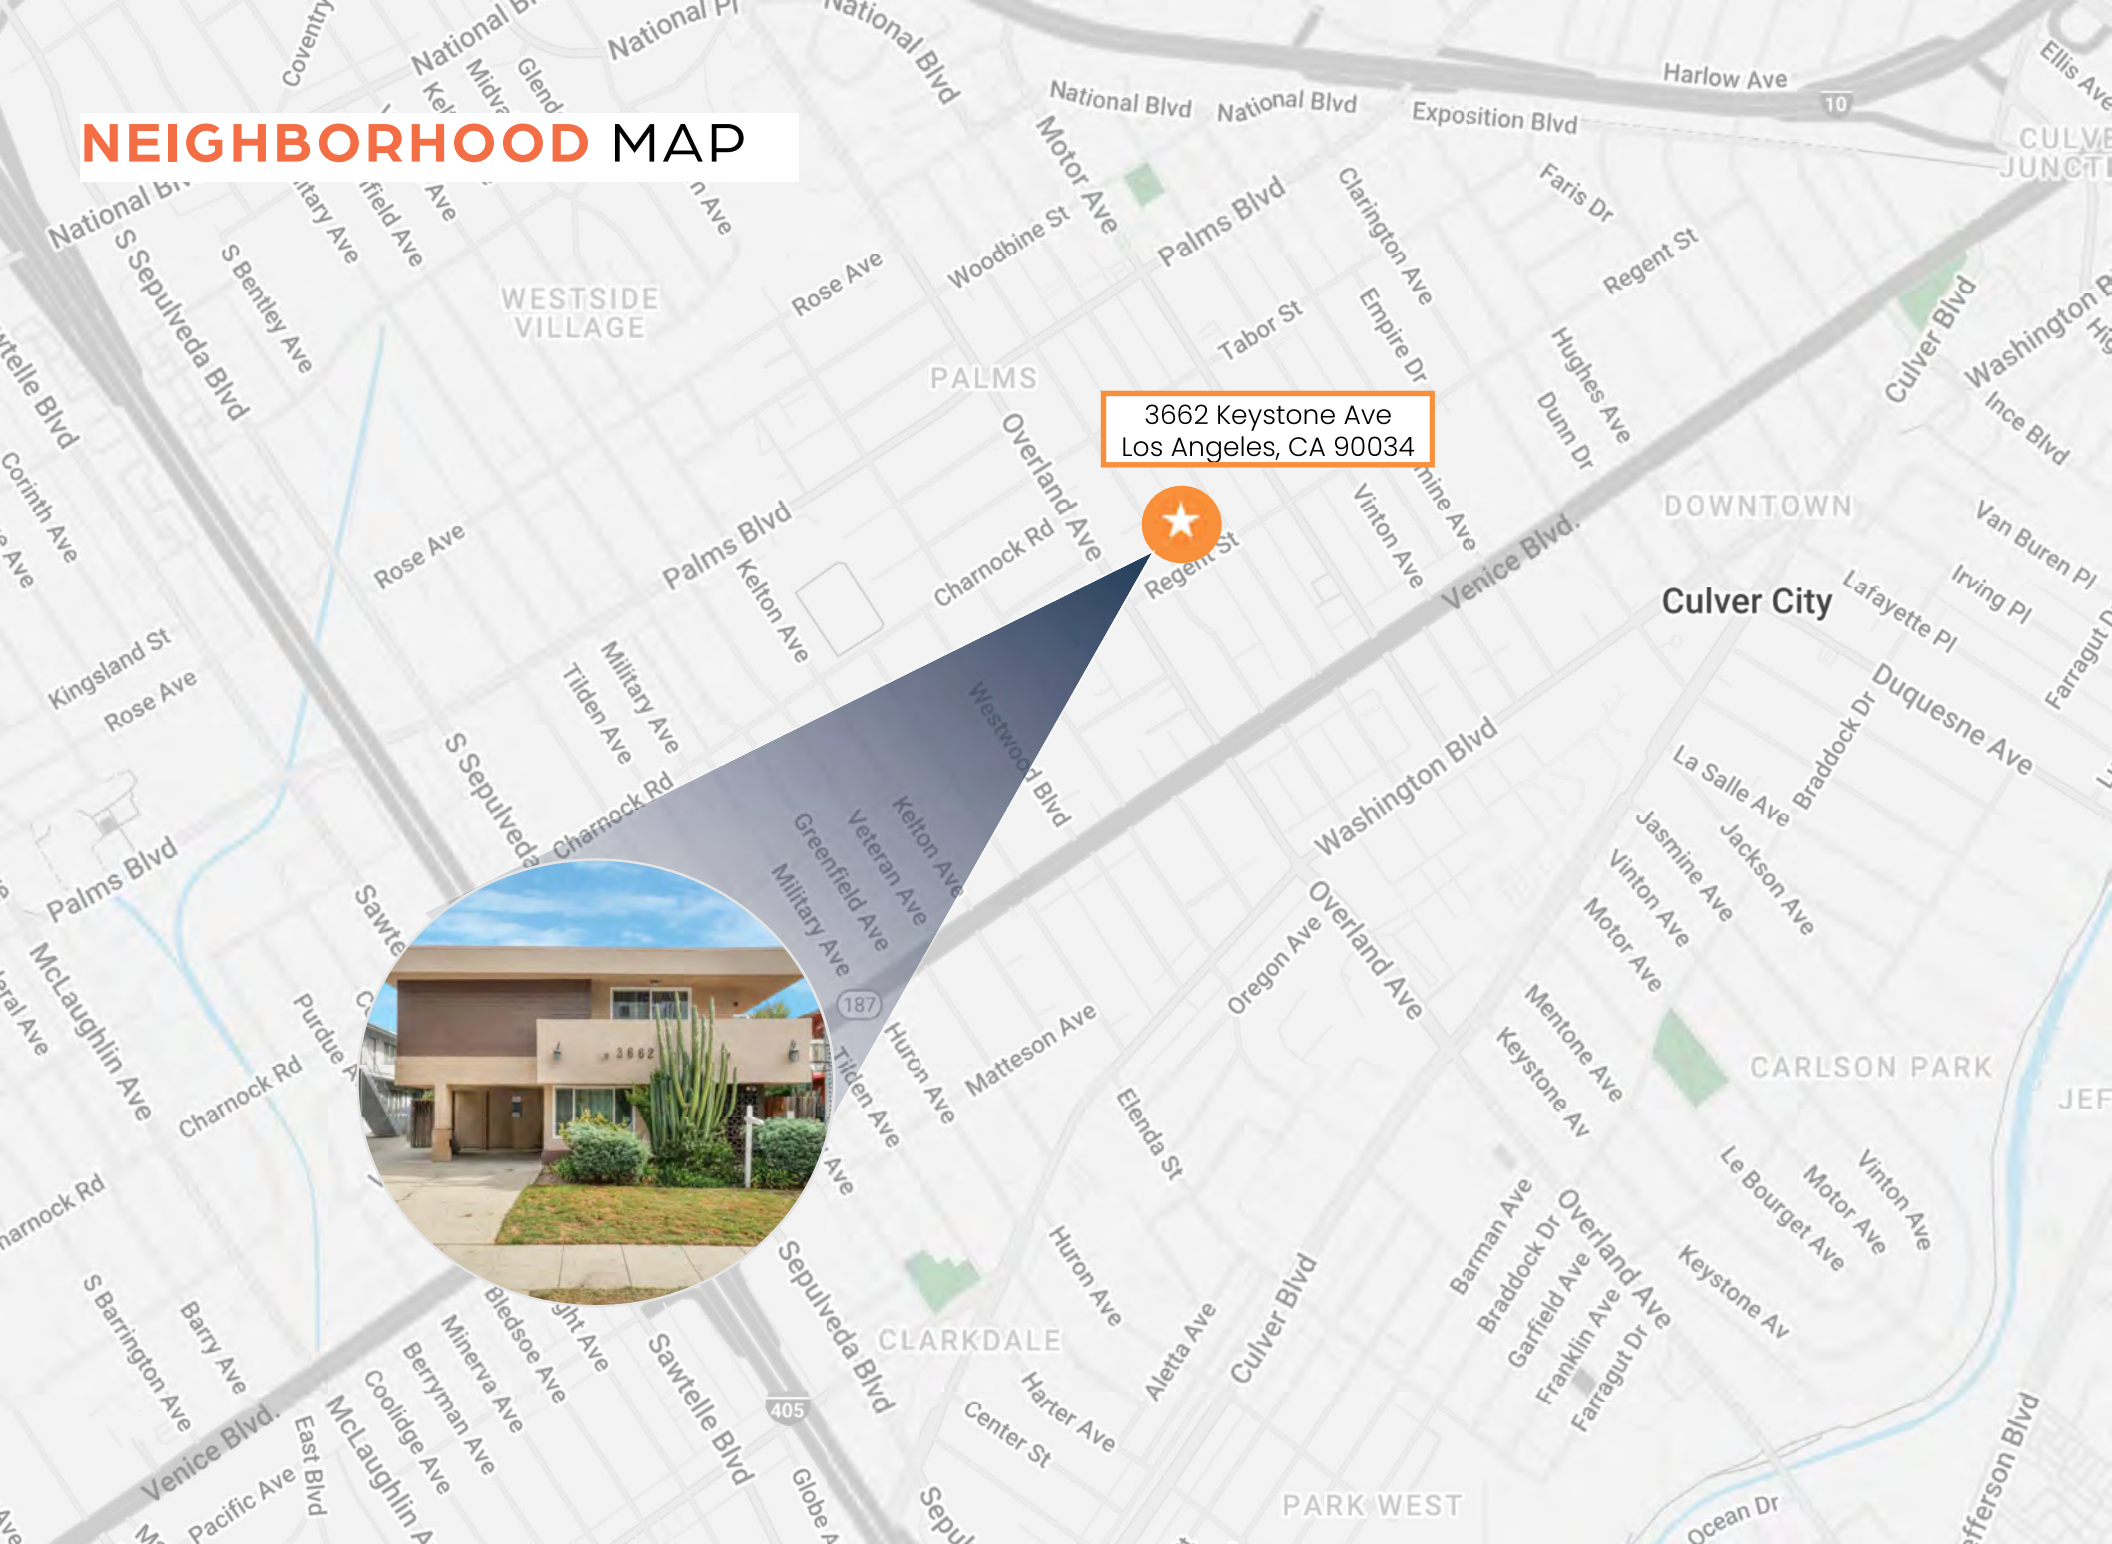 NEIGHBORHOOD MAP
3662 Keystone Ave
Los Angeles, CA 90034
Coventry
National Pl
National Blvd
Harlow Ave
10
Ellis Ave
National Blvd
National Blvd
Exposition Blvd
Motor Ave
Palms Blvd
Clarington Ave
Faris Dr
Regent St
S Sepulveda Blvd
S Bentley Ave
WESTSIDE
VILLAGE
Rose Ave
Woodbine St
Tabor St
Empire Dr
Hughes Ave
Dunn Dr
Culver Blvd
Ince Blvd
PALMS
Overland Ave
Corinth Ave
Rose Ave
Palms Blvd
Kelton Ave
Charnock Rd
Regent St
Vinton Ave
Venice Blvd.
DOWNTOWN
Culver City
Van Buren Pl
Irving Pl
Lafayette Pl
Duquesne Ave
Braddock Dr
Kingsland St
Rose Ave
Military Ave
Tilden Ave
S Sepulveda
Charnock Rd
Westwood Blvd
Washington Blvd
La Salle Ave
Jackson Ave
Jasmine Ave
Vinton Ave
Motor Ave
Kelton Ave
Veteran Ave
Greenfield Ave
Military Ave
187
Palms Blvd
McLaughlin Ave
Charnock Rd
3662
Tilden Ave
Huron Ave
Matteson Ave
Oregon Ave
Overland Ave
Mentone Ave
Keystone Av
CARLSON PARK
Elenda St
Le Bourget Ave
Motor Ave
Vinton Ave
Barman Ave
Braddock Dr
Garfield Ave
Franklin Ave
Farragut Dr
Overland Ave
Keystone Av
Huron Ave
Culver Blvd
Aletta Ave
CLARKDALE
Harter Ave
Center St
Sepulveda Blvd
405
Sawtelle Blvd
Bledsoe Ave
Minerva Ave
Berryman Ave
Coolidge Ave
S Barrington Ave
Barry Ave
Venice Blvd.
East Blvd
Pacific Ave
PARK WEST
Ocean Dr